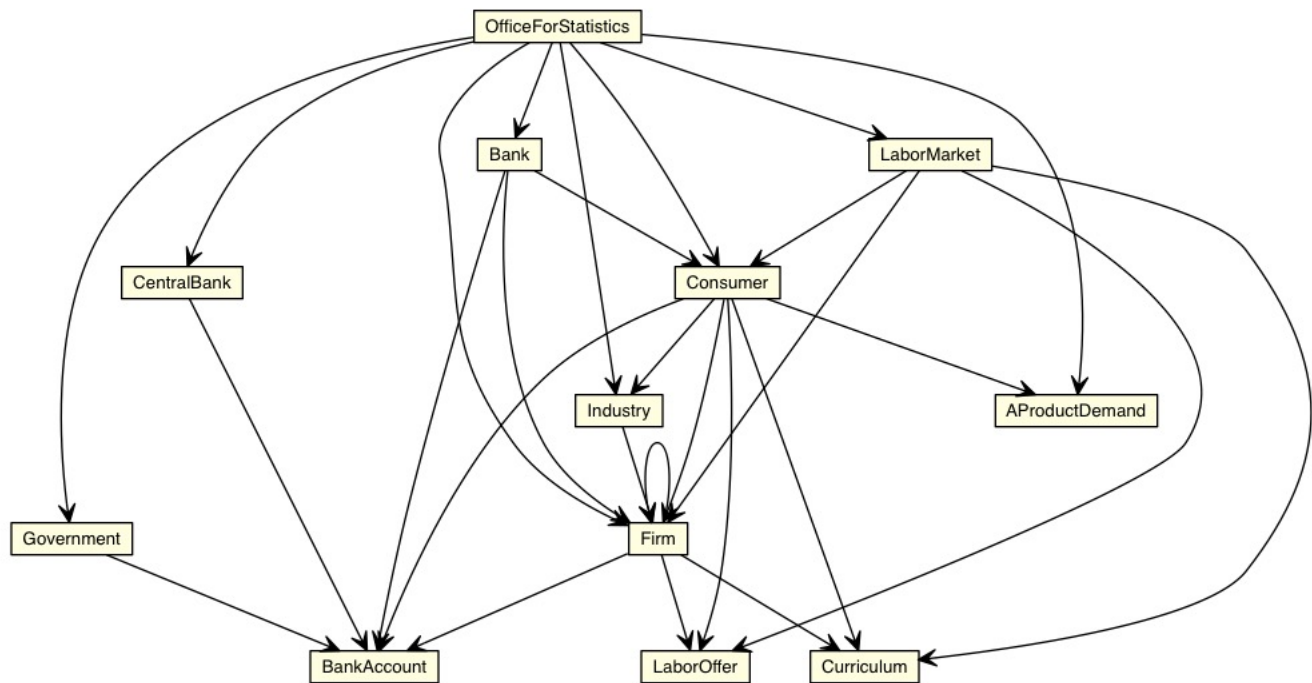 OfficeForStatistics
Bank
LaborMarket
CentralBank
Consumer
Industry
AProductDemand
Government
Firm
BankAccount
LaborOffer
Curriculum